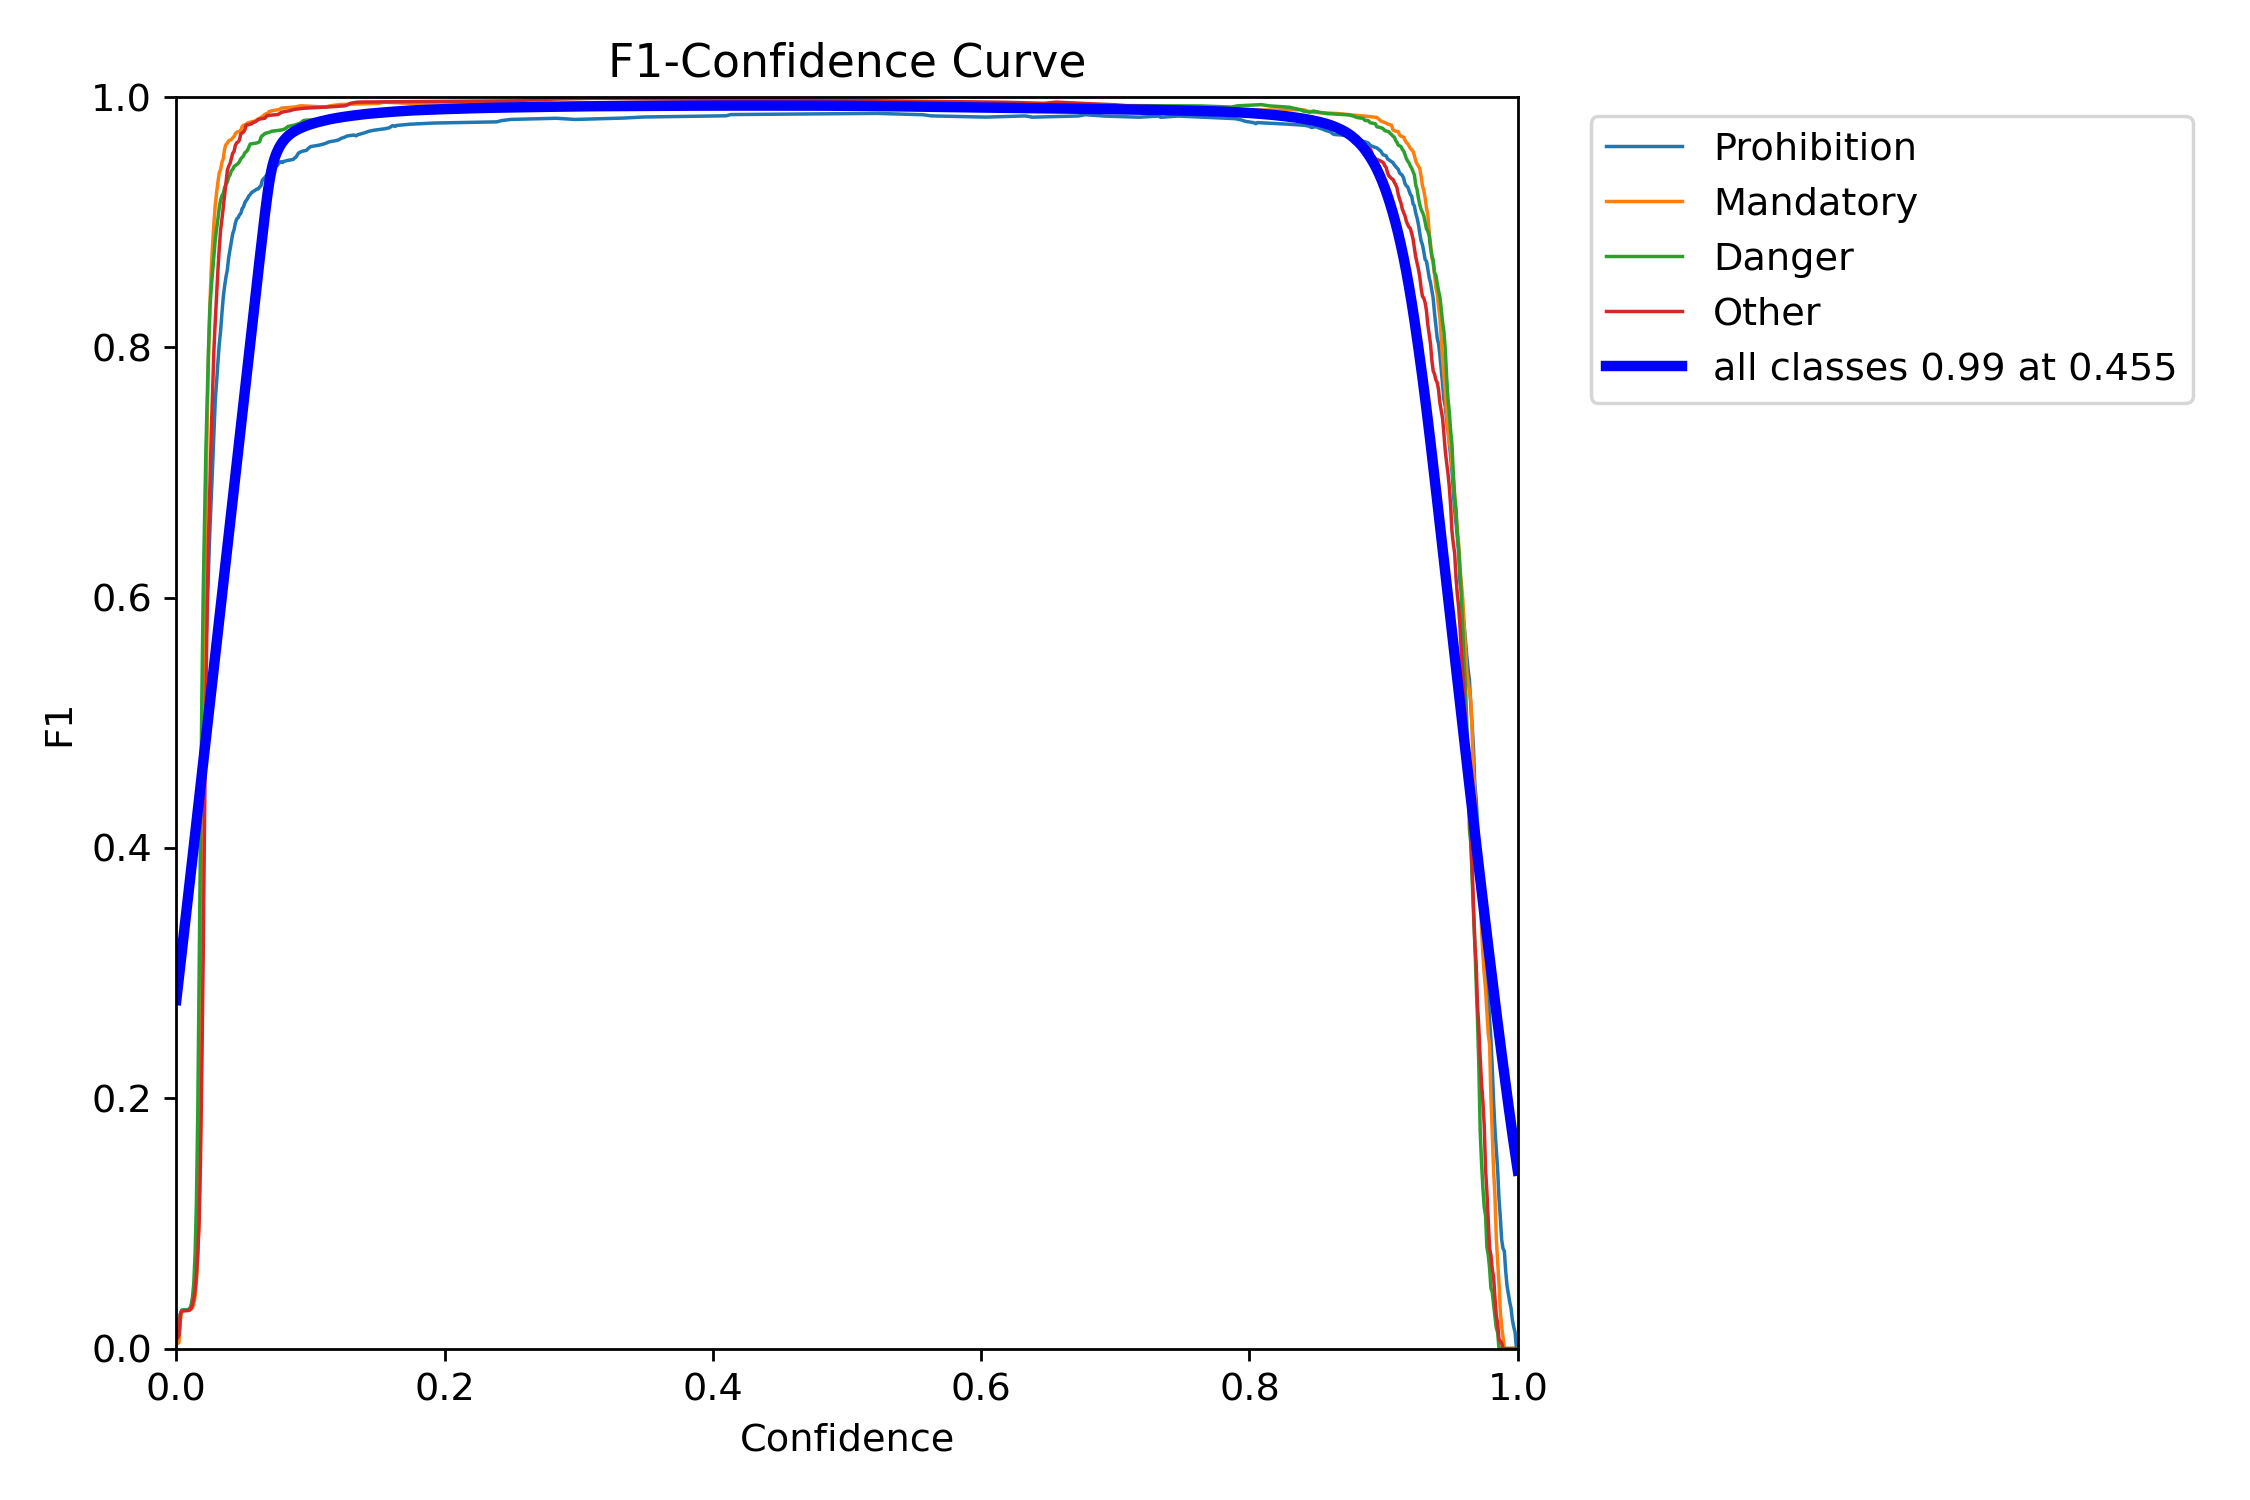 F1-Confidence Curve
1.0
0.8
0.6
0.4
0.2
0.0
F1
0.0 0.2 0.4 0.6 0.8 1.0
Confidence
Prohibition
Mandatory
Danger
Other
all classes 0.99 at 0.455